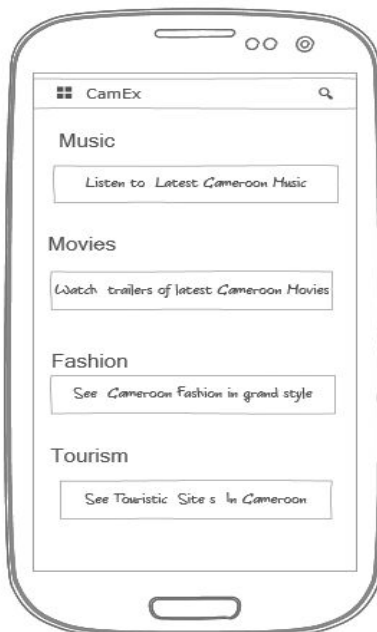 CamEx
Music
Listen to Latest Cameroon Music
Movies
Watch trailers of latest Cameroon Movies
Fashion
See Cameroon Fashion in grand style
Tourism
See Touristic Site s In Cameroon